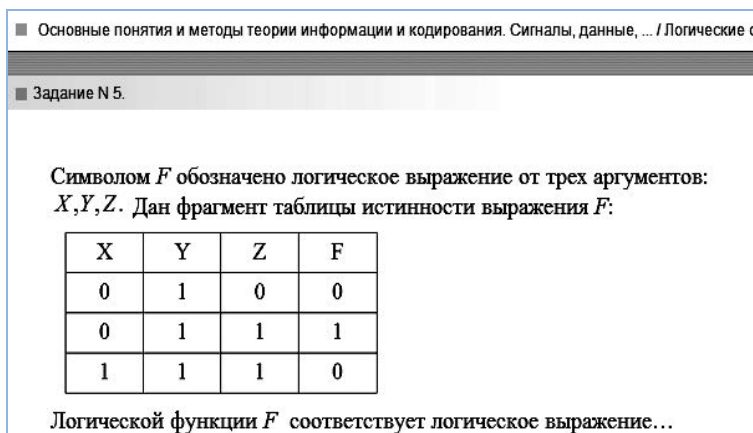 Основные понятия и методы теории информации и кодирования. Сигналы, данные, ... / Логические
Задание N 5.
Символом F обозначено логическое выражение от трех аргументов:
X,Y,Z. Дан фрагмент таблицы истинности выражения F:
X Y Z F
0 1 0 0
0 1 1 1
1 1 1 0
Логической функции F соответствует логическое выражение...